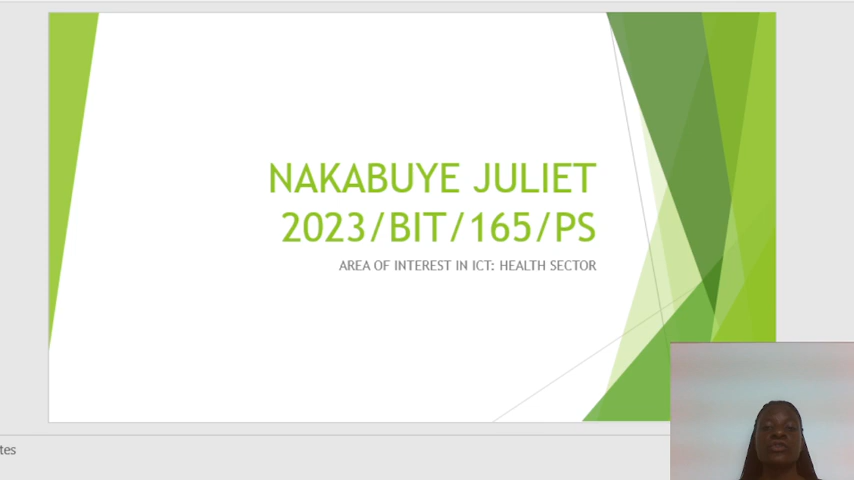 NAKABUYE JULIET
2023/BIT/165/PS
AREA OF INTEREST IN ICT: HEALTH SECTOR
tes